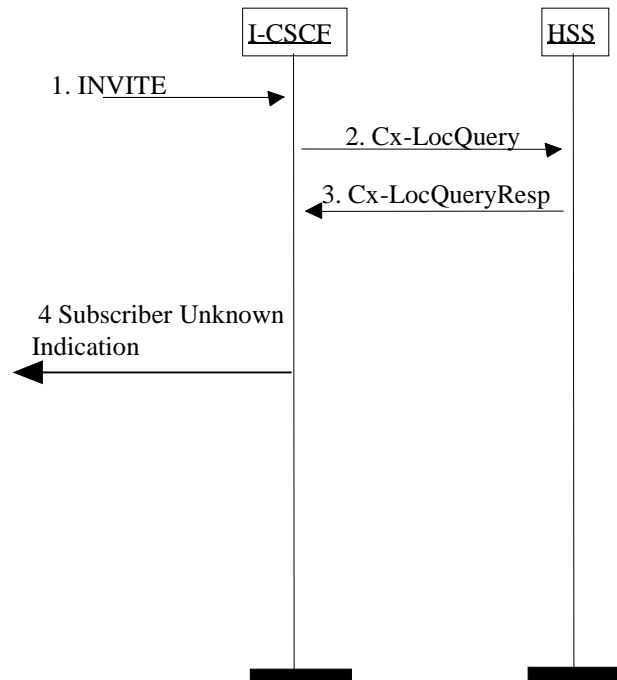 I-CSCF
HSS
1. INVITE
2. Cx-LocQuery
3. Cx-LocQueryResp
4 Subscriber Unknown
Indication